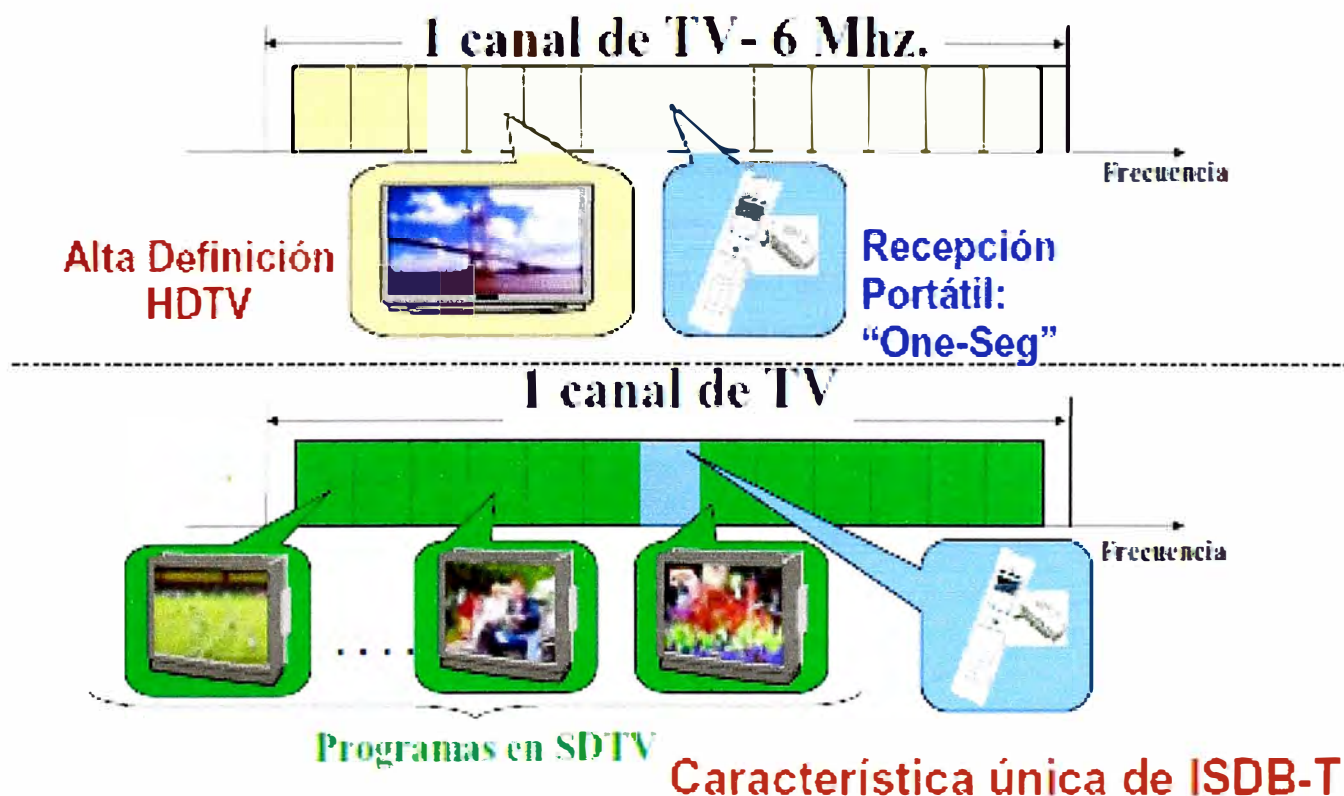 1 canal de TV- 6 Mhz.
Frecuencia
Alta Definición
HDTV
Recepción
Portátil:
“One-Seg”
1 canal de TV
Frecuencia
. . . .
Programas en SDTV
Característica única de ISDB-T